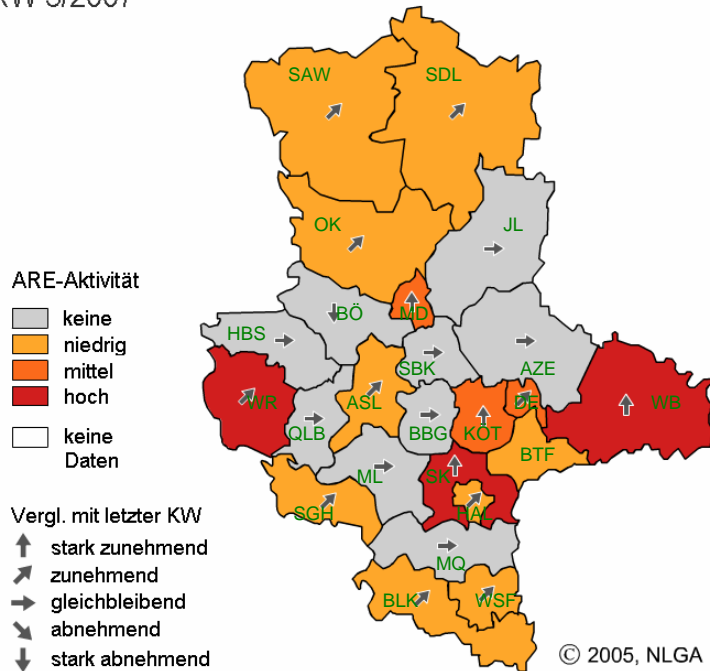 SAW
SDL
OK
JL
BÖ
MD
HBS
SBK
AZE
WR
ASL
QLB
BBG
KÖT
DE
WB
BTF
ML
SK
SGH
HAL
MQ
BLK
WSF
ARE-Aktivität
keine
niedrig
mittel
hoch
keine
Daten
Vergl. mit letzter KW
stark zunehmend
zunehmend
gleichbleibend
abnehmend
stark abnehmend
© 2005, NLGA